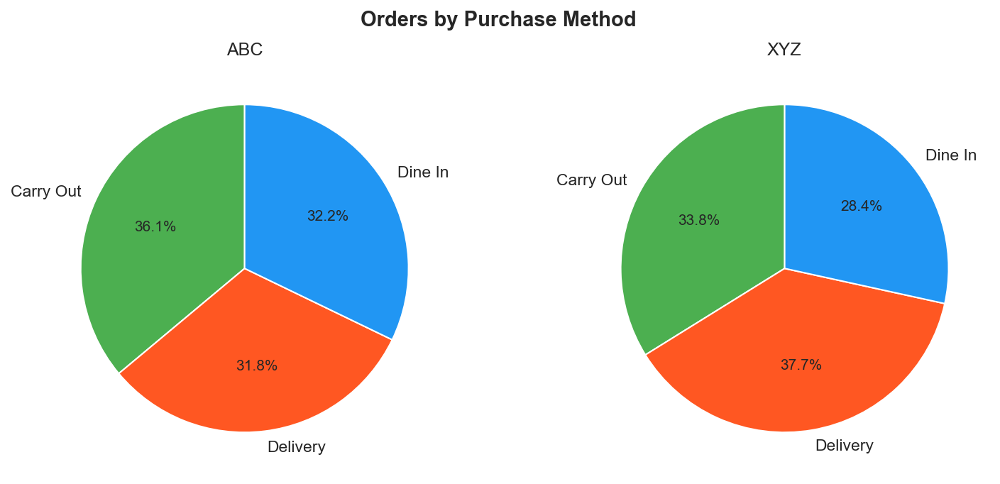 Orders by Purchase Method
ABC
Carry Out
36.1%
Dine In
32.2%
31.8%
Delivery
XYZ
Carry Out
33.8%
Dine In
28.4%
37.7%
Delivery